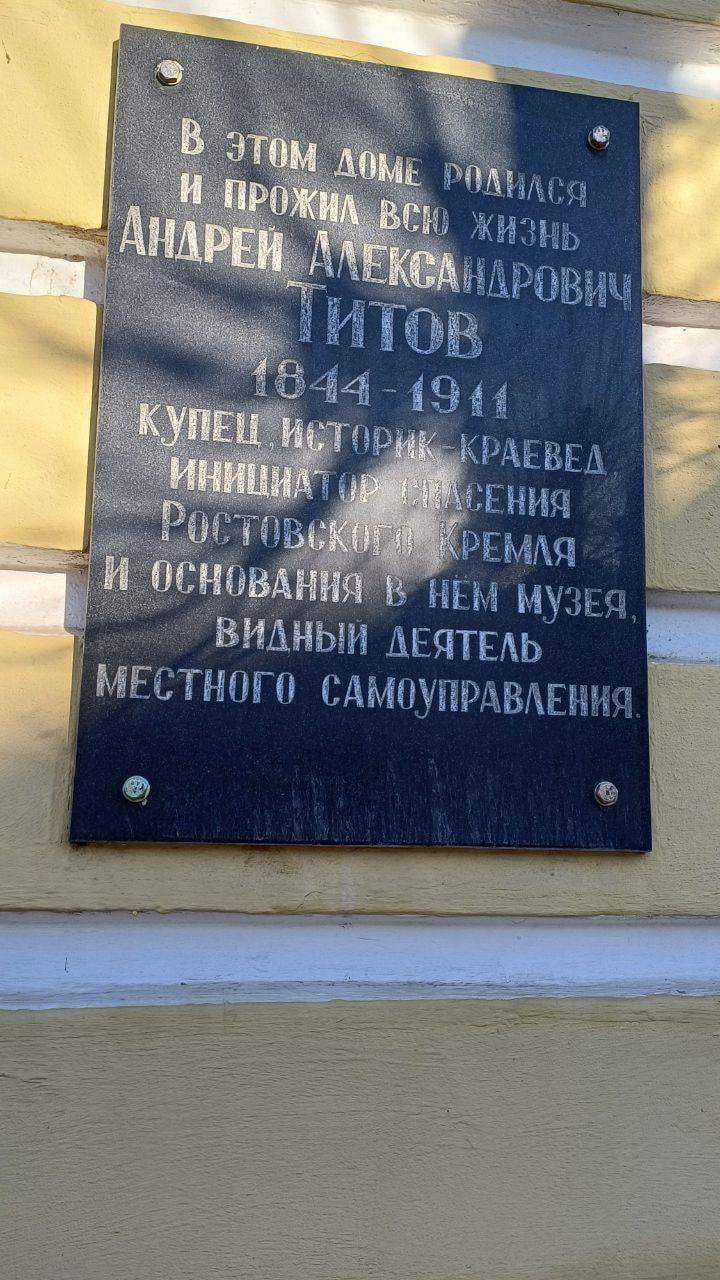 В этом доме родился
и прожил всю жизнь
Андрей Александрович
Титов
1844-1911
купец, историк-краевед,
инициатор спасения
Ростовского Кремля
и основания в нём музея,
видный деятель
местного самоуправления.